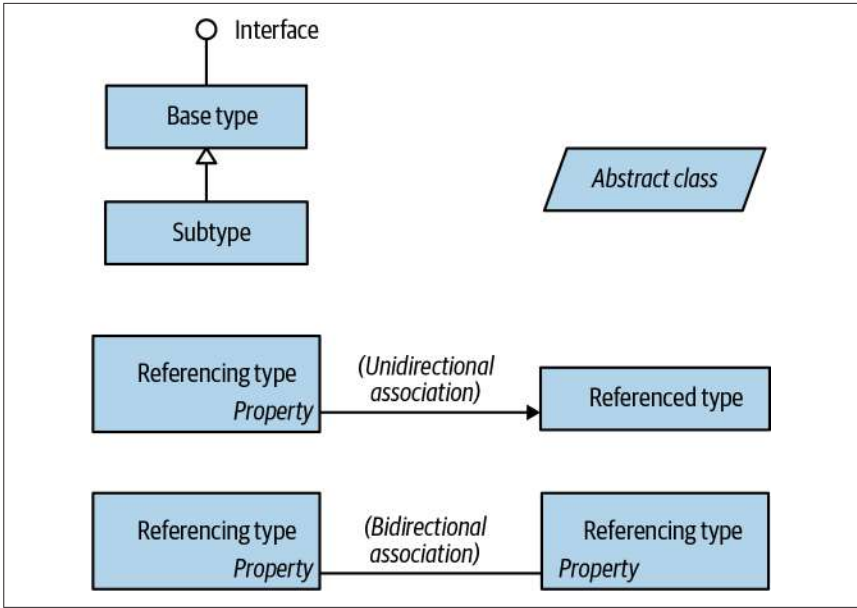 Interface
Base type
Abstract class
Subtype
Referencing type
Property
(Unidirectional
association)
Referenced type
Referencing type
Property
(Bidirectional
association)
Referencing type
Property